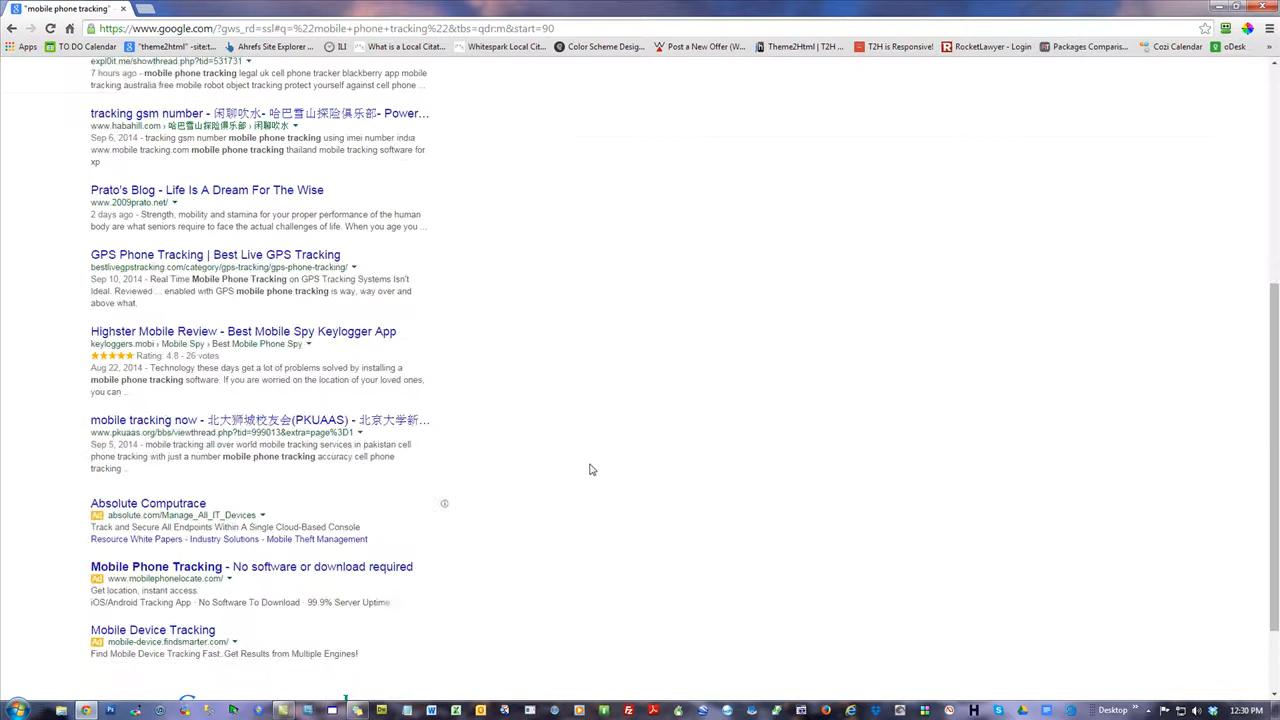 "mobile phone tracking"
https://www.google.com/?gws_rd=ssl#q=%22mobile+phone+tracking%22&tbs=qdr:m&start=90
Apps TO DO Calendar "theme2html" -sitect... Ahrefs Site Explorer ... ILI What is a Local Citat... Whitespark Local Cit... Color Scheme Desig... Post a New Offer (W... Theme2Html | T2H ... T2H is Responsive! RocketLawyer - Login Packages Comparis... Cozi Calendar oDesk
expl0it.me/showthread.php?tid=531731
7 hours ago - mobile phone tracking legal uk cell phone tracker blackberry app mobile
tracking australia free mobile robot object tracking protect yourself against cell phone ...
tracking gsm number - 闲聊吹水- 哈巴雪山探险俱乐部- Power...
www.habahill.com › 哈巴雪山探险俱乐部 › 闲聊吹水
Sep 6, 2014 - tracking gsm number mobile phone tracking using imei number india
www.mobile tracking.com mobile phone tracking thailand mobile tracking software for
xp
Prato's Blog - Life Is A Dream For The Wise
www.2009prato.net/
2 days ago - Strength, mobility and stamina for your proper performance of the human
body are what seniors require to face the actual challenges of life. When you age you ...
GPS Phone Tracking | Best Live GPS Tracking
bestlivegpstracking.com/category/gps-tracking/gps-phone-tracking/
Sep 10, 2014 - Real Time Mobile Phone Tracking on GPS Tracking Systems Isn't
Ideal. Reviewed ... enabled with GPS mobile phone tracking is way, way over and
above what.
Highster Mobile Review - Best Mobile Spy Keylogger App
keyloggers.mobi › Mobile Spy › Best Mobile Phone Spy
Rating: 4.8 - 26 votes
Aug 22, 2014 - Technology these days get a lot of problems solved by installing a
mobile phone tracking software. If you are worried on the location of your loved ones,
you can ...
mobile tracking now - 北大狮城校友会(PKUAAS) - 北京大学新...
www.pkuaas.org/bbs/viewthread.php?tid=999013&extra=page%3D1
Sep 5, 2014 - mobile tracking all over world mobile tracking services in pakistan cell
phone tracking with just a number mobile phone tracking accuracy cell phone
tracking ...
Absolute Computrace
Ad absolute.com/Manage_All_IT_Devices
Track and Secure All Endpoints Within A Single Cloud-Based Console
Resource White Papers - Industry Solutions - Mobile Theft Management
Mobile Phone Tracking - No software or download required
Ad www.mobilephonelocate.com/
Get location, instant access.
iOS/Android Tracking App · No Software To Download · 99.9% Server Uptime
Mobile Device Tracking
Ad mobile-device.findsmarter.com/
Find Mobile Device Tracking Fast. Get Results from Multiple Engines!
Desktop 12:30 PM